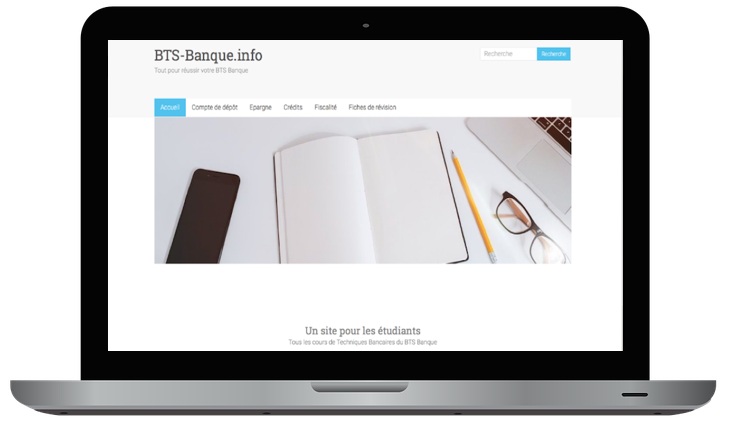 BTS-Banque.info
Tout pour réussir votre BTS Banque
Recherche
Recherche
Accueil
Compte de dépôt
Epargne
Crédits
Fiscalité
Fiches de révision
Un site pour les étudiants
Tous les cours de Techniques Bancaires du BTS Banque